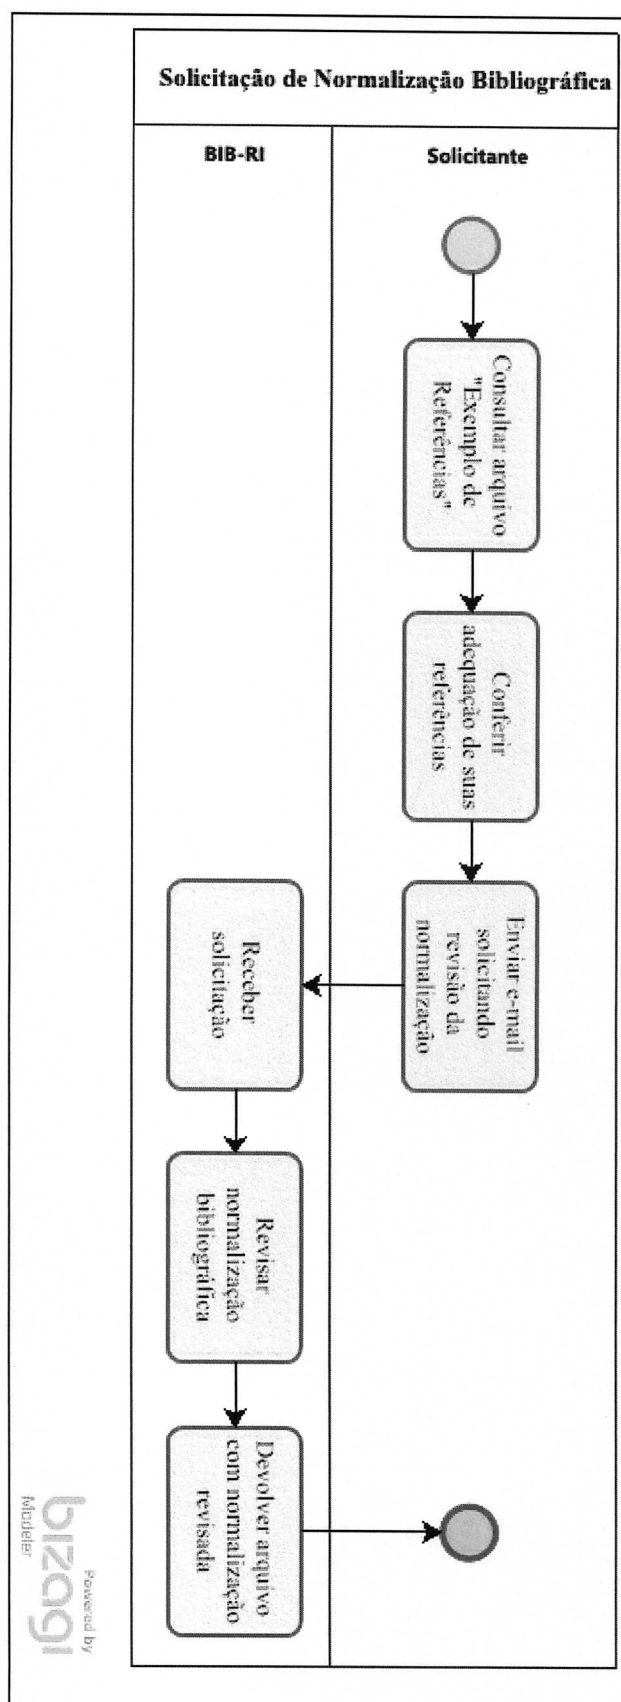 Solicitação de Normalização Bibliográfica
Solicitante
BIB-RI
Consultar arquivo
"Exemplo de
Referências"
Conferir
adequação de suas
referências
Enviar e-mail
solicitando
revisão da
normalização
Receber
solicitação
Revisar
normalização
bibliográfica
Devolver arquivo
com normalização
revisada
Powered by
bizagi
Modeler